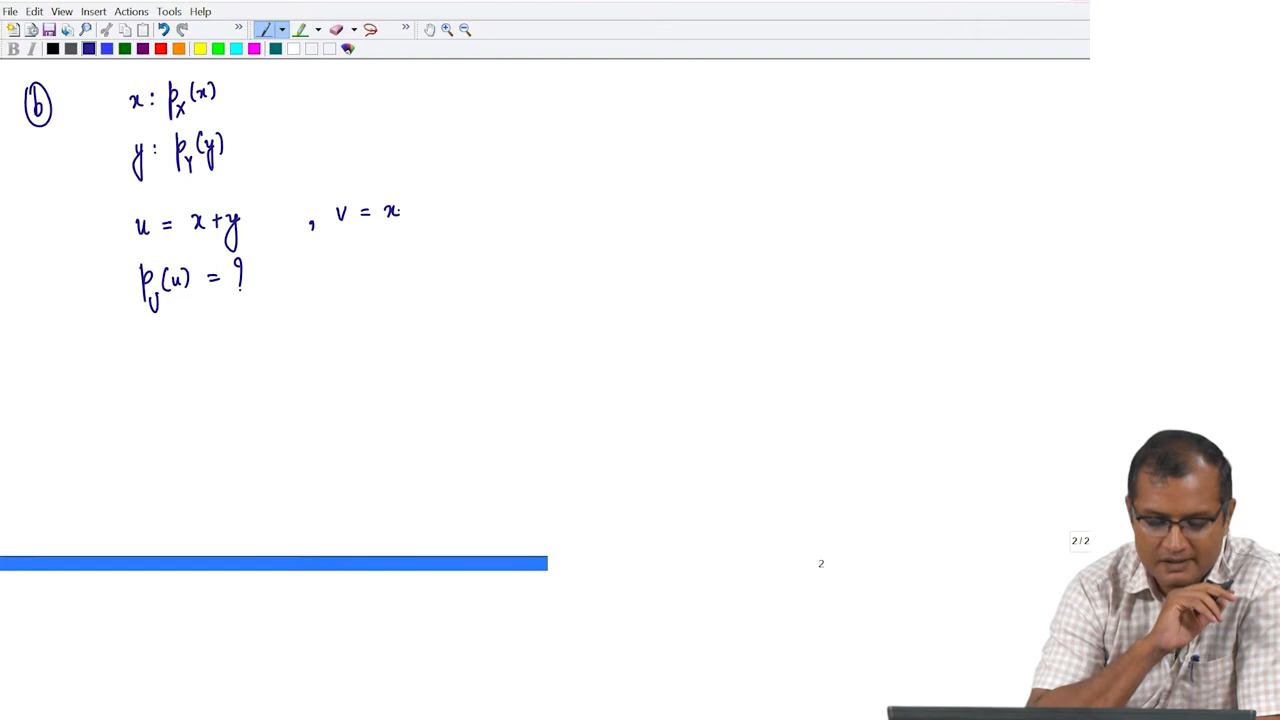 File Edit View Insert Actions Tools Help
» »
B I
b x : p_X(x)
y : p_Y(y)
u = x+y , v = x
p_U(u) = ?
2/2
2